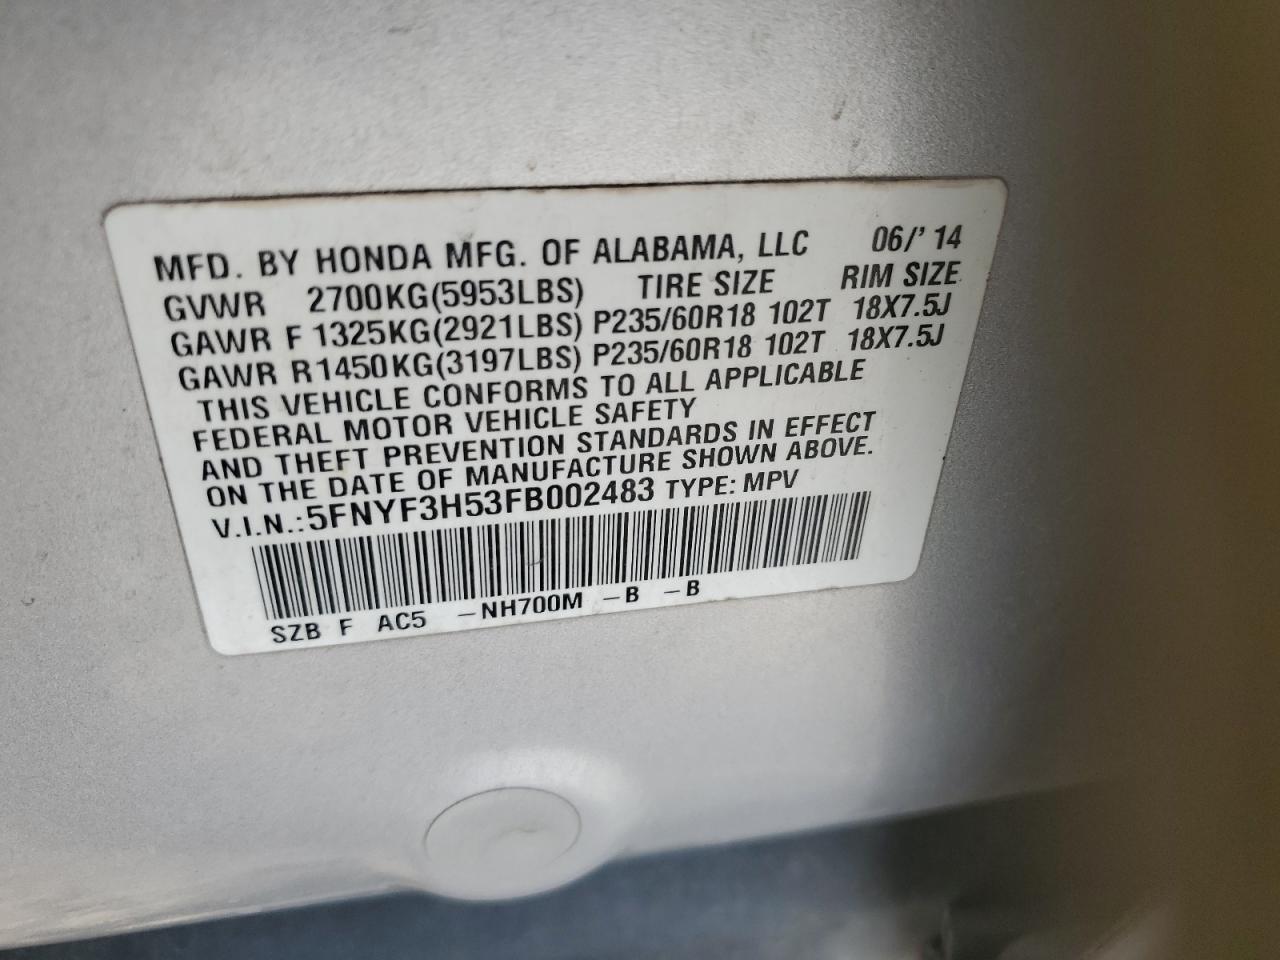 MFD. BY HONDA MFG. OF ALABAMA, LLC 06/'14
GVWR 2700KG(5953LBS) TIRE SIZE RIM SIZE
GAWR F 1325KG(2921LBS) P235/60R18 102T 18X7.5J
GAWR R1450KG(3197LBS) P235/60R18 102T 18X7.5J
THIS VEHICLE CONFORMS TO ALL APPLICABLE
FEDERAL MOTOR VEHICLE SAFETY
AND THEFT PREVENTION STANDARDS IN EFFECT
ON THE DATE OF MANUFACTURE SHOWN ABOVE.
V.I.N.:5FNYF3H53FB002483 TYPE: MPV
SZB F AC5 -NH700M -B -B